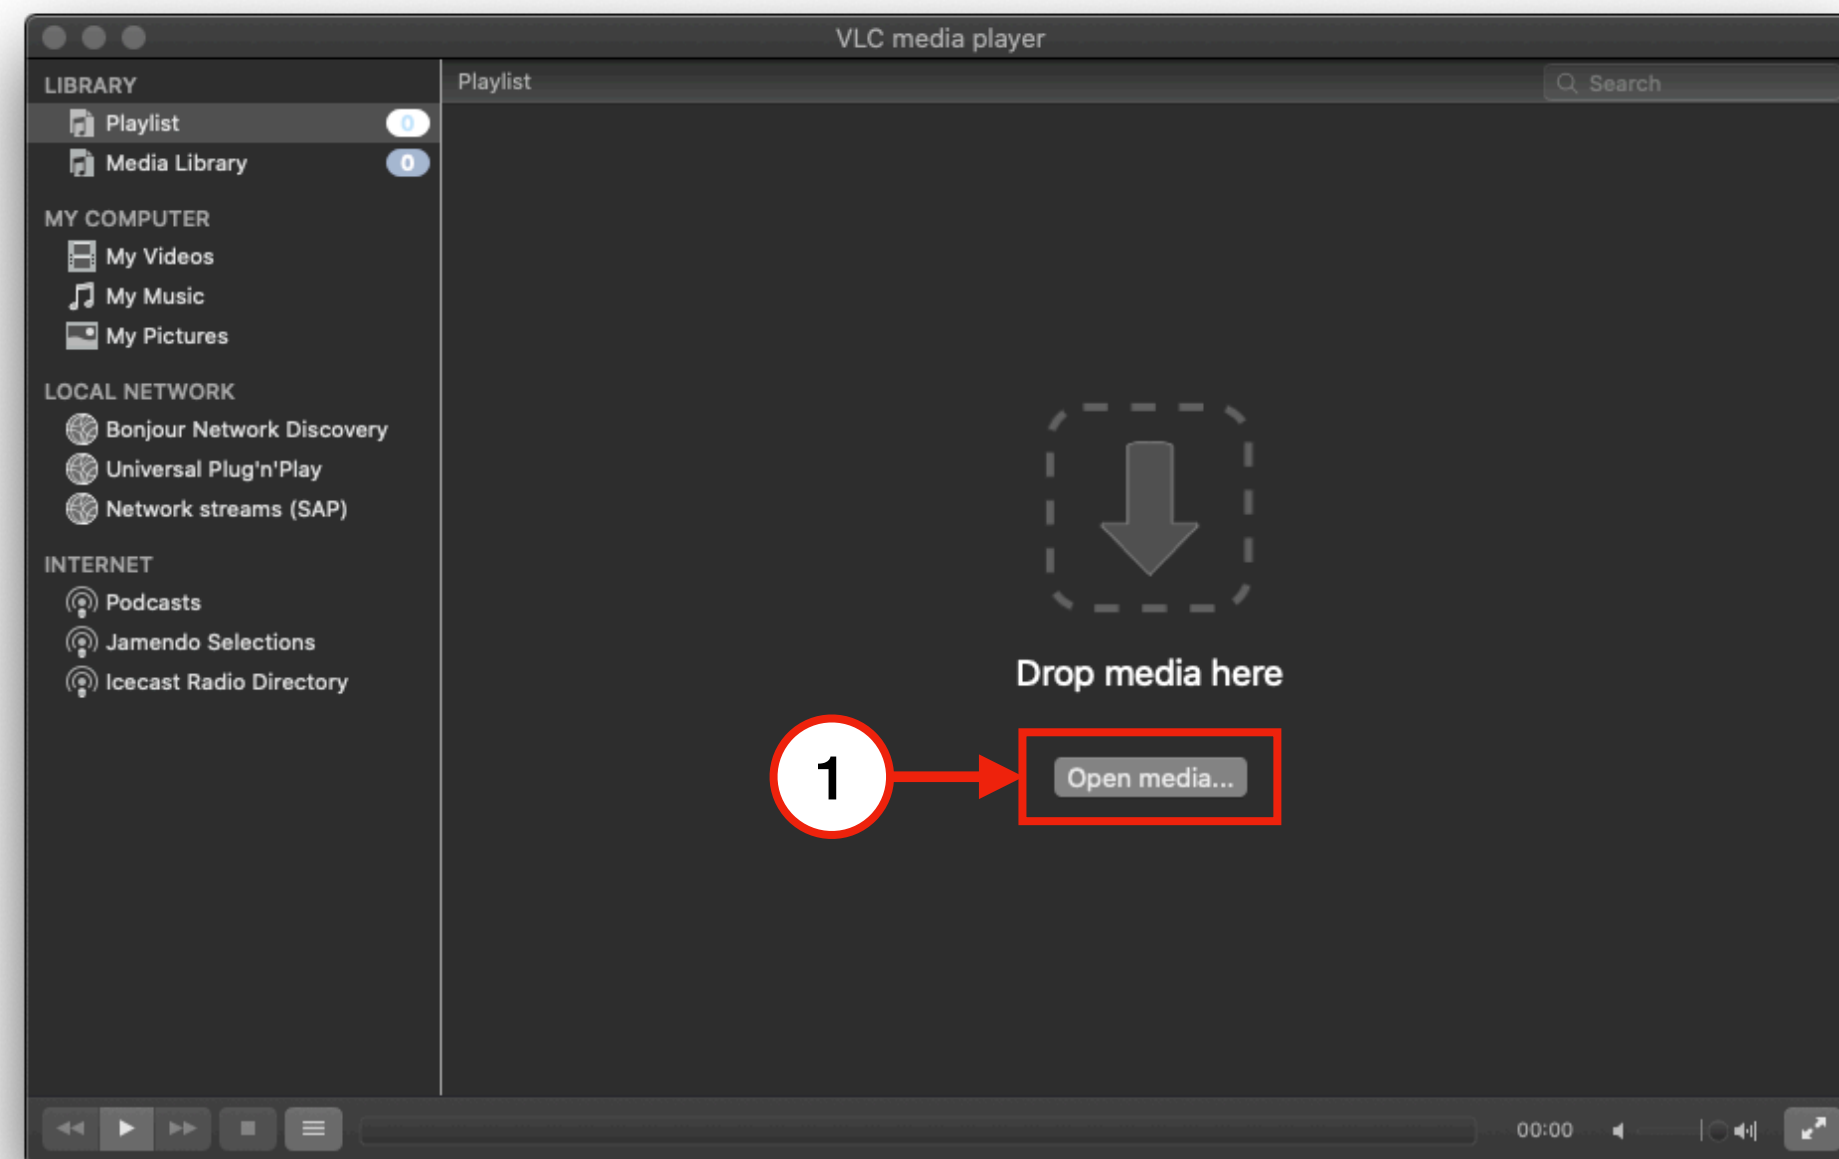 VLC media player
LIBRARY
Playlist 0
Media Library 0
MY COMPUTER
My Videos
My Music
My Pictures
LOCAL NETWORK
Bonjour Network Discovery
Universal Plug'n'Play
Network streams (SAP)
INTERNET
Podcasts
Jamendo Selections
Icecast Radio Directory
Playlist
Search
Drop media here
1
Open media...
00:00